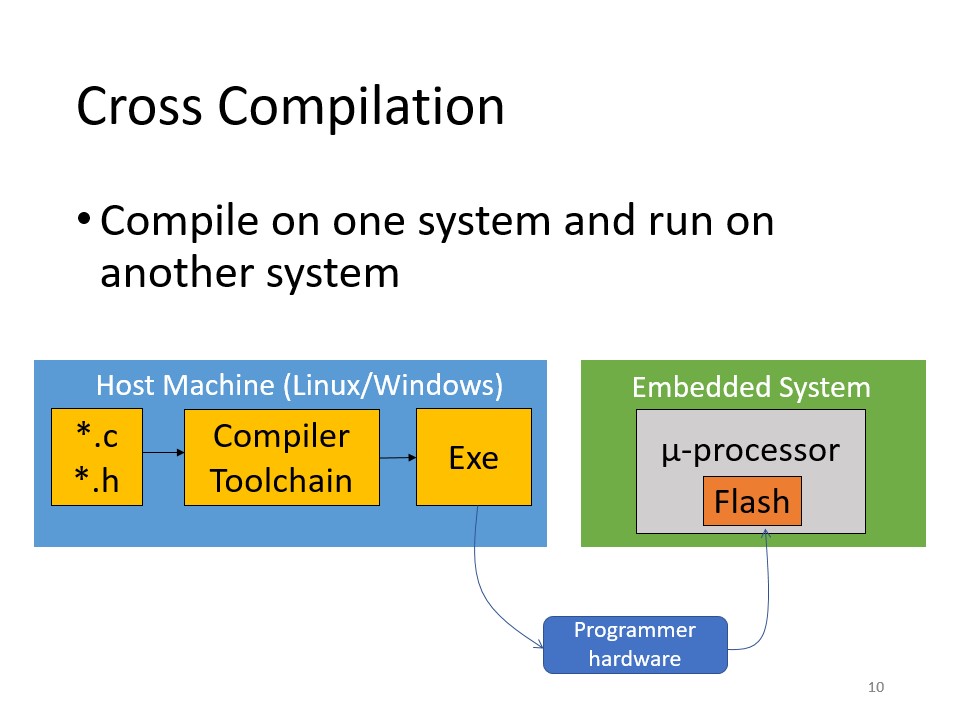 Cross Compilation
• Compile on one system and run on
another system
Host Machine (Linux/Windows)
*.c
*.h
Compiler
Toolchain
Exe
Embedded System
µ-processor
Flash
Programmer
hardware
10